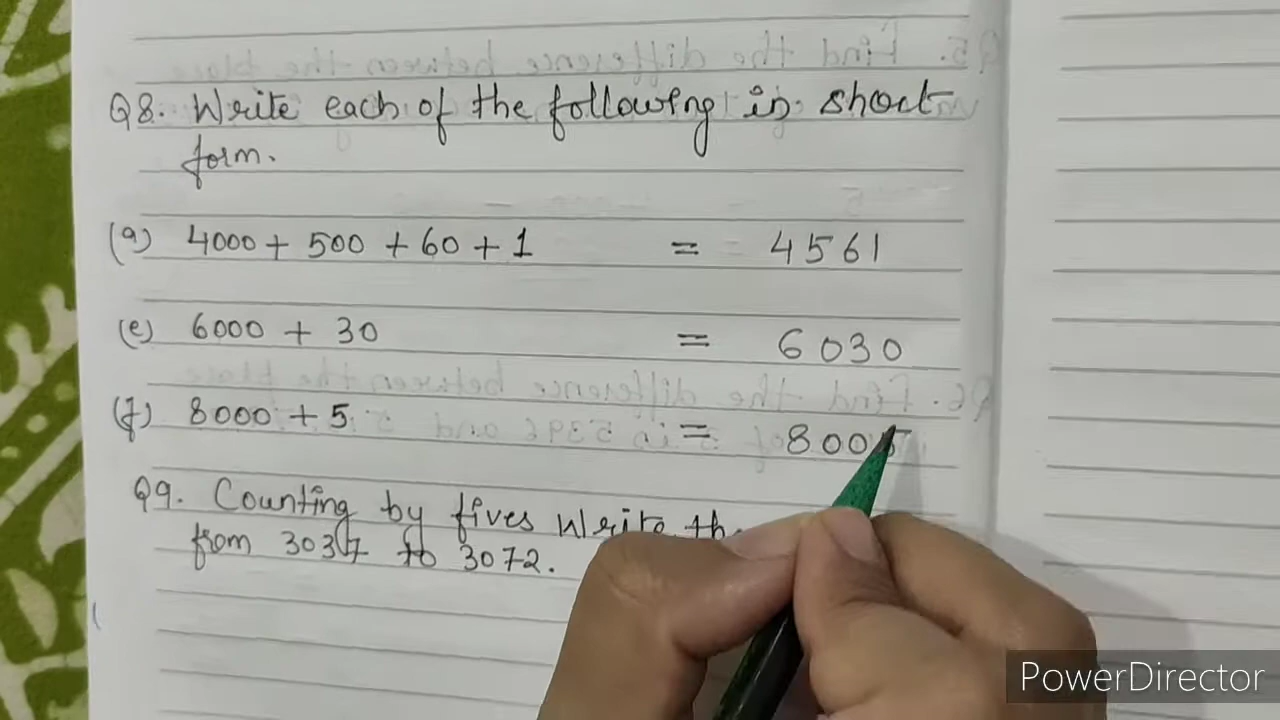 Q8. Write each of the following in short
form.
(a) 4000 + 500 + 60 + 1 = 4561
(e) 6000 + 30 = 6030
(f) 8000 + 5 = 8005
Q9. Counting by fives Write
from 3037 to 3072.
PowerDirector